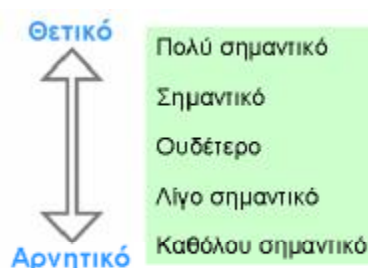 Θετικό
Πολύ σημαντικό
Σημαντικό
Ουδέτερο
Λίγο σημαντικό
Καθόλου σημαντικό
Αρνητικό